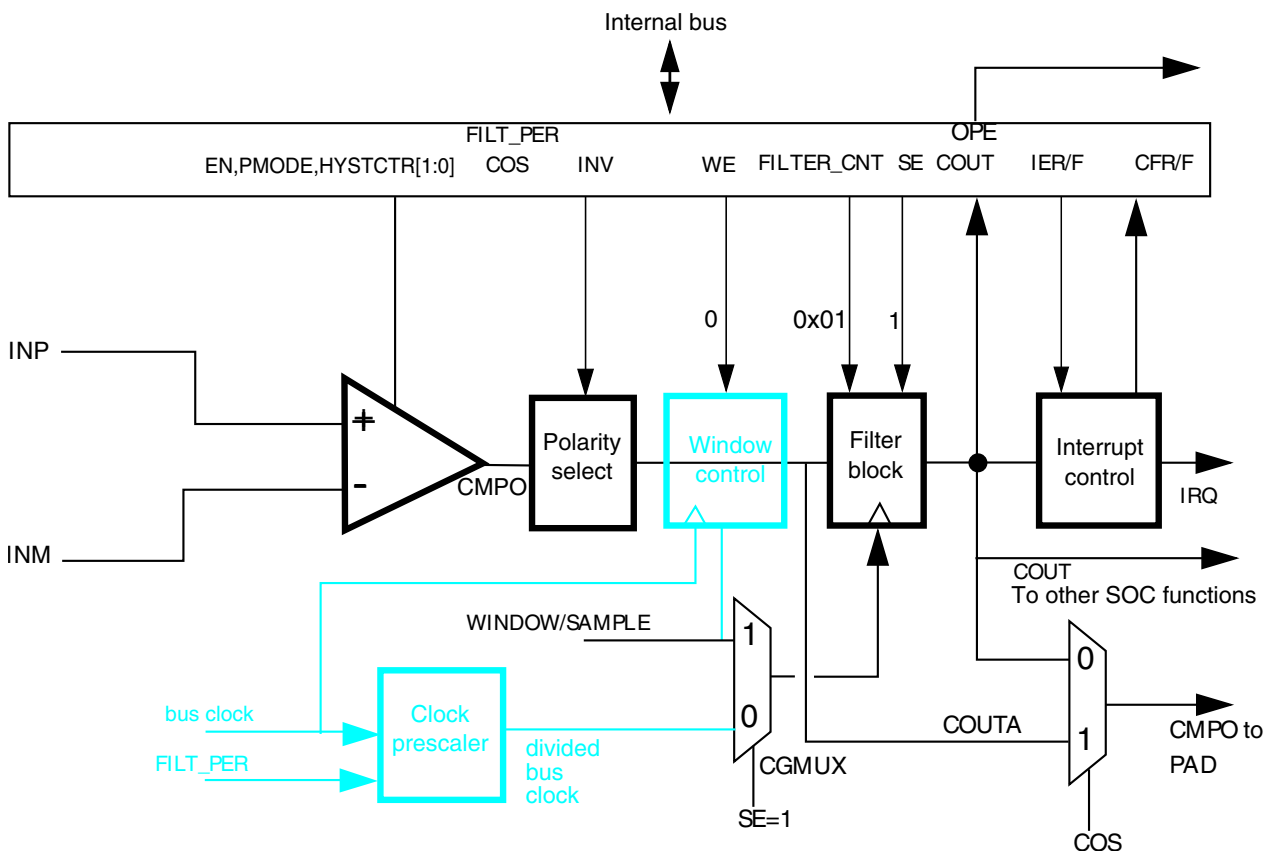 Internal bus
FILT_PER
OPE
EN,PMODE,HYSTCTR[1:0]
COS
INV
WE
FILTER_CNT
SE
COUT
IER/F
CFR/F
0
0x01
1
INP
+
-
INM
CMPO
Polarity
select
Window
control
Filter
block
Interrupt
control
IRQ
COUT
To other SOC functions
WINDOW/SAMPLE
1
0
CGMUX
SE=1
bus clock
FILT_PER
Clock
prescaler
divided
bus
clock
COUTA
0
1
COS
CMPO to
PAD